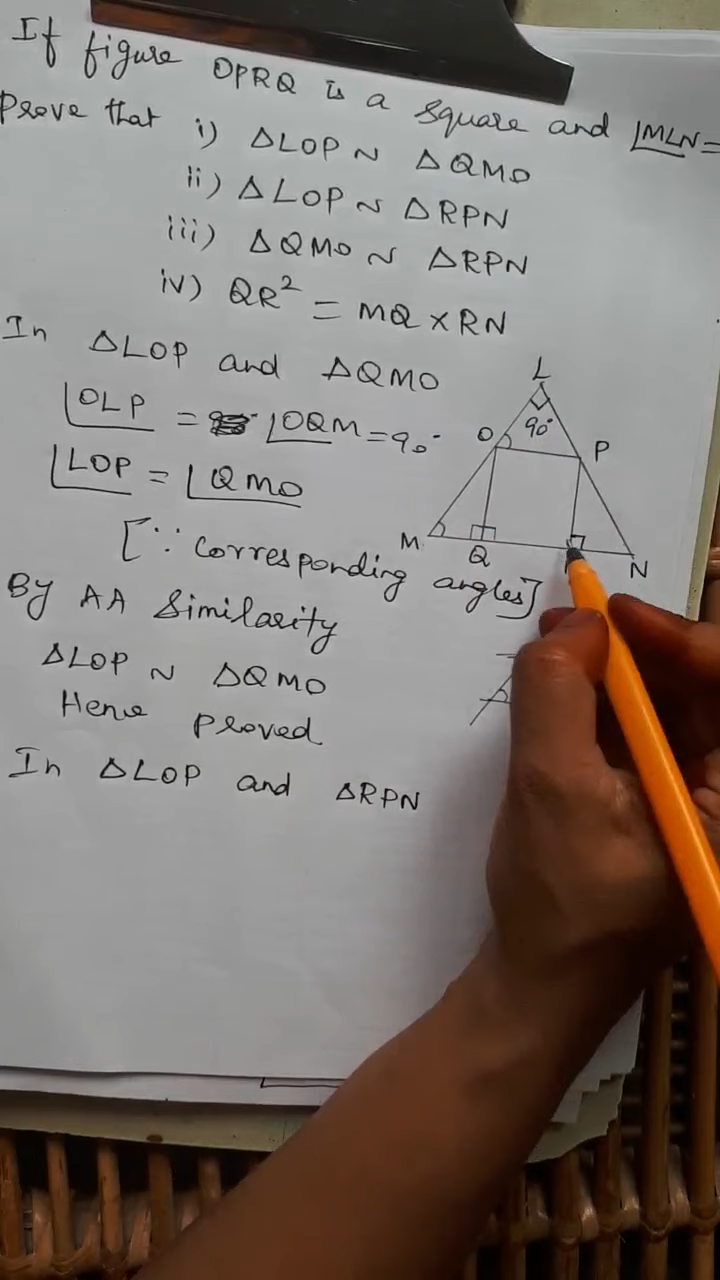 If figure OPRQ is a square and ∠MLN=
Prove that i) ΔLOP ~ ΔQMO
ii) ΔLOP ~ ΔRPN
iii) ΔQMO ~ ΔRPN
iv) QR² = MQ × RN
In ΔLOP and ΔQMO
∠OLP = ∠OQM = 90°
∠LOP = ∠QMO
[∵ corresponding angles]
By AA Similarity
ΔLOP ~ ΔQMO
Hence proved
In ΔLOP and ΔRPN
L
90°
O
P
M
Q
N